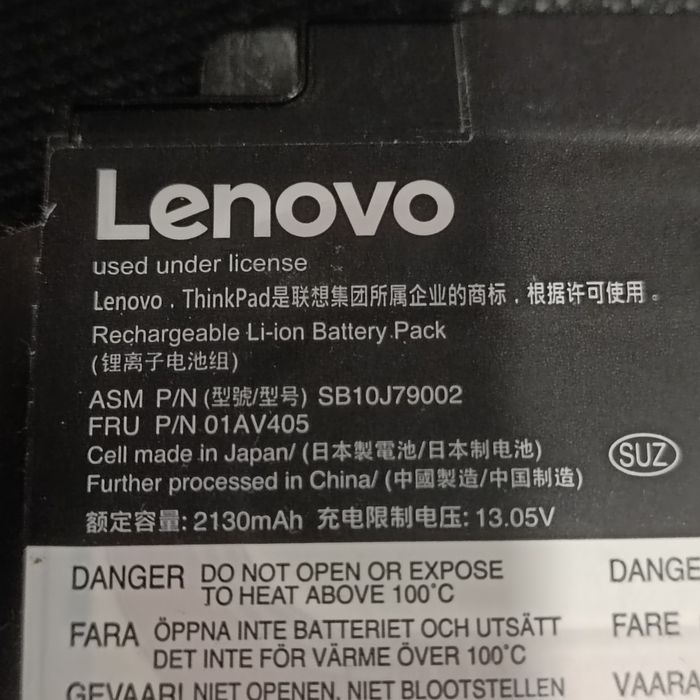 Lenovo
used under license
Lenovo，ThinkPad是联想集团所属企业的商标，根据许可使用。
Rechargeable Li-ion Battery Pack
(锂离子电池组)
ASM P/N (型號/型号) SB10J79002
FRU P/N 01AV405
Cell made in Japan/ (日本製電池/日本制电池)
Further processed in China/ (中國製造/中国制造)
SUZ
额定容量: 2130mAh 充电限制电压: 13.05V
DANGER DO NOT OPEN OR EXPOSE
TO HEAT ABOVE 100°C
DANGE
FARA ÖPPNA INTE BATTERIET OCH UTSÄTT
DET INTE FÖR VÄRME ÖVER 100°C
FARE
GEVAAR! NIET OPENEN, NIET BLOOTSTELLEN
VAARA